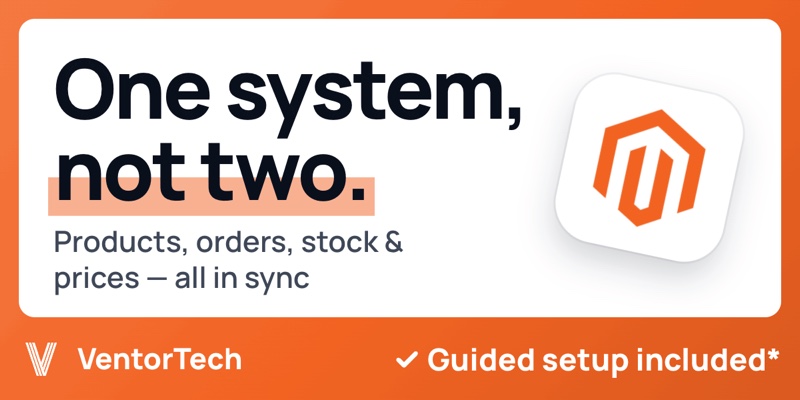 One system,
not two.
Products, orders, stock &
prices — all in sync
VentorTech
✓ Guided setup included*